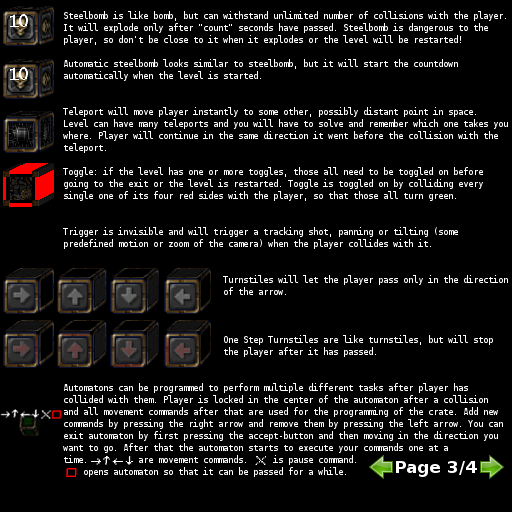 10
Steelbomb is like bomb, but can withstand unlimited number of collisions with the player.
It will explode only after "count" seconds have passed. Steelbomb is dangerous to the
player, so don't be close to it when it explodes or the level will be restarted!
10
Automatic steelbomb looks similar to steelbomb, but it will start the countdown
automatically when the level is started.
Teleport will move player instantly to some other, possibly distant point in space.
Level can have many teleports and you will have to solve and remember which one takes you
where. Player will continue in the same direction it went before the collision with the
teleport.
Toggle: if the level has one or more toggles, those all need to be toggled on before
going to the exit or the level is restarted. Toggle is toggled on by colliding every
single one of its four red sides with the player, so that those all turn green.
Trigger is invisible and will trigger a tracking shot, panning or tilting (some
predefined motion or zoom of the camera) when the player collides with it.
Turnstiles will let the player pass only in the direction
of the arrow.
One Step Turnstiles are like turnstiles, but will stop
the player after it has passed.
Automatons can be programmed to perform multiple different tasks after player has
collided with them. Player is locked in the center of the automaton after a collision
and all movement commands after that are used for the programming of the crate. Add new
commands by pressing the right arrow and remove them by pressing the left arrow. You can
exit automaton by first pressing the accept-button and then moving in the direction you
want to go. After that the automaton starts to execute your commands one at a
time. →↑←↓ are movement commands. is pause command.
opens automaton so that it can be passed for a while.
Page 3/4